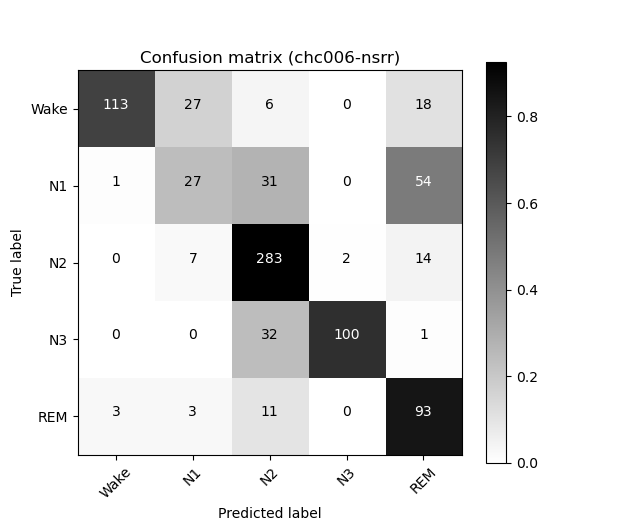 Confusion matrix (chc006-nsrr)
Wake 113 27 6 0 18
N1 1 27 31 0 54
N2 0 7 283 2 14
N3 0 0 32 100 1
REM 3 3 11 0 93
Wake N1 N2 N3 REM
True label
Predicted label
0.8
0.6
0.4
0.2
0.0